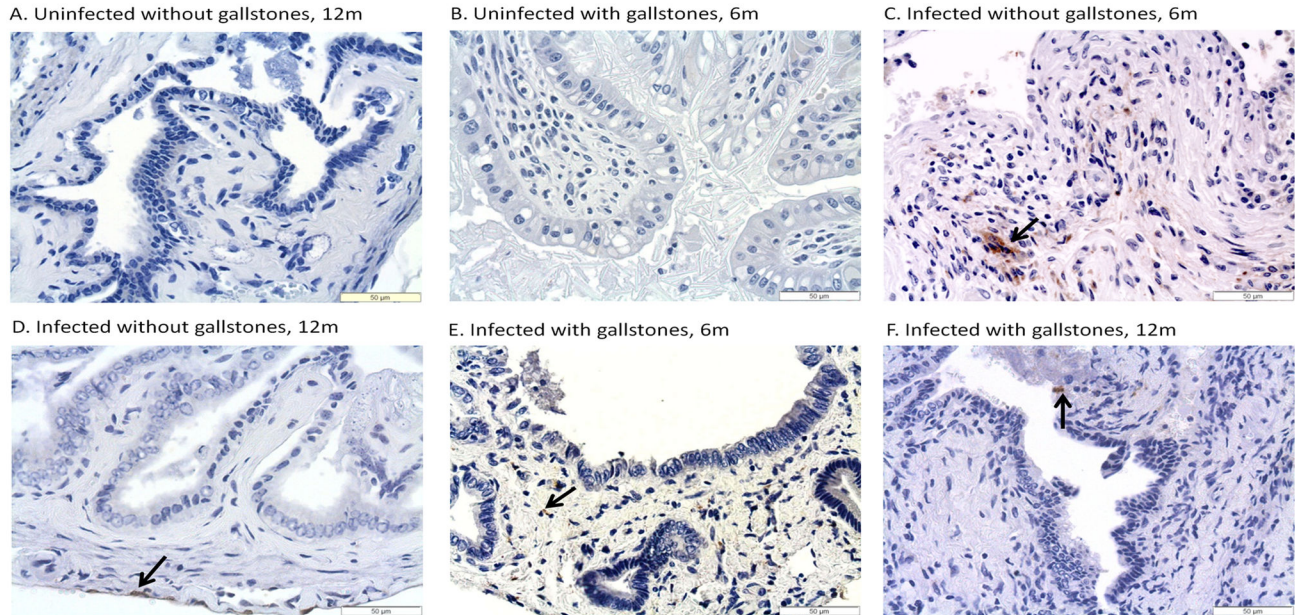 A. Uninfected without gallstones, 12m
B. Uninfected with gallstones, 6m
C. Infected without gallstones, 6m
50 µm
50 µm
50 µm
D. Infected without gallstones, 12m
E. Infected with gallstones, 6m
F. Infected with gallstones, 12m
50 µm
50 µm
50 µm